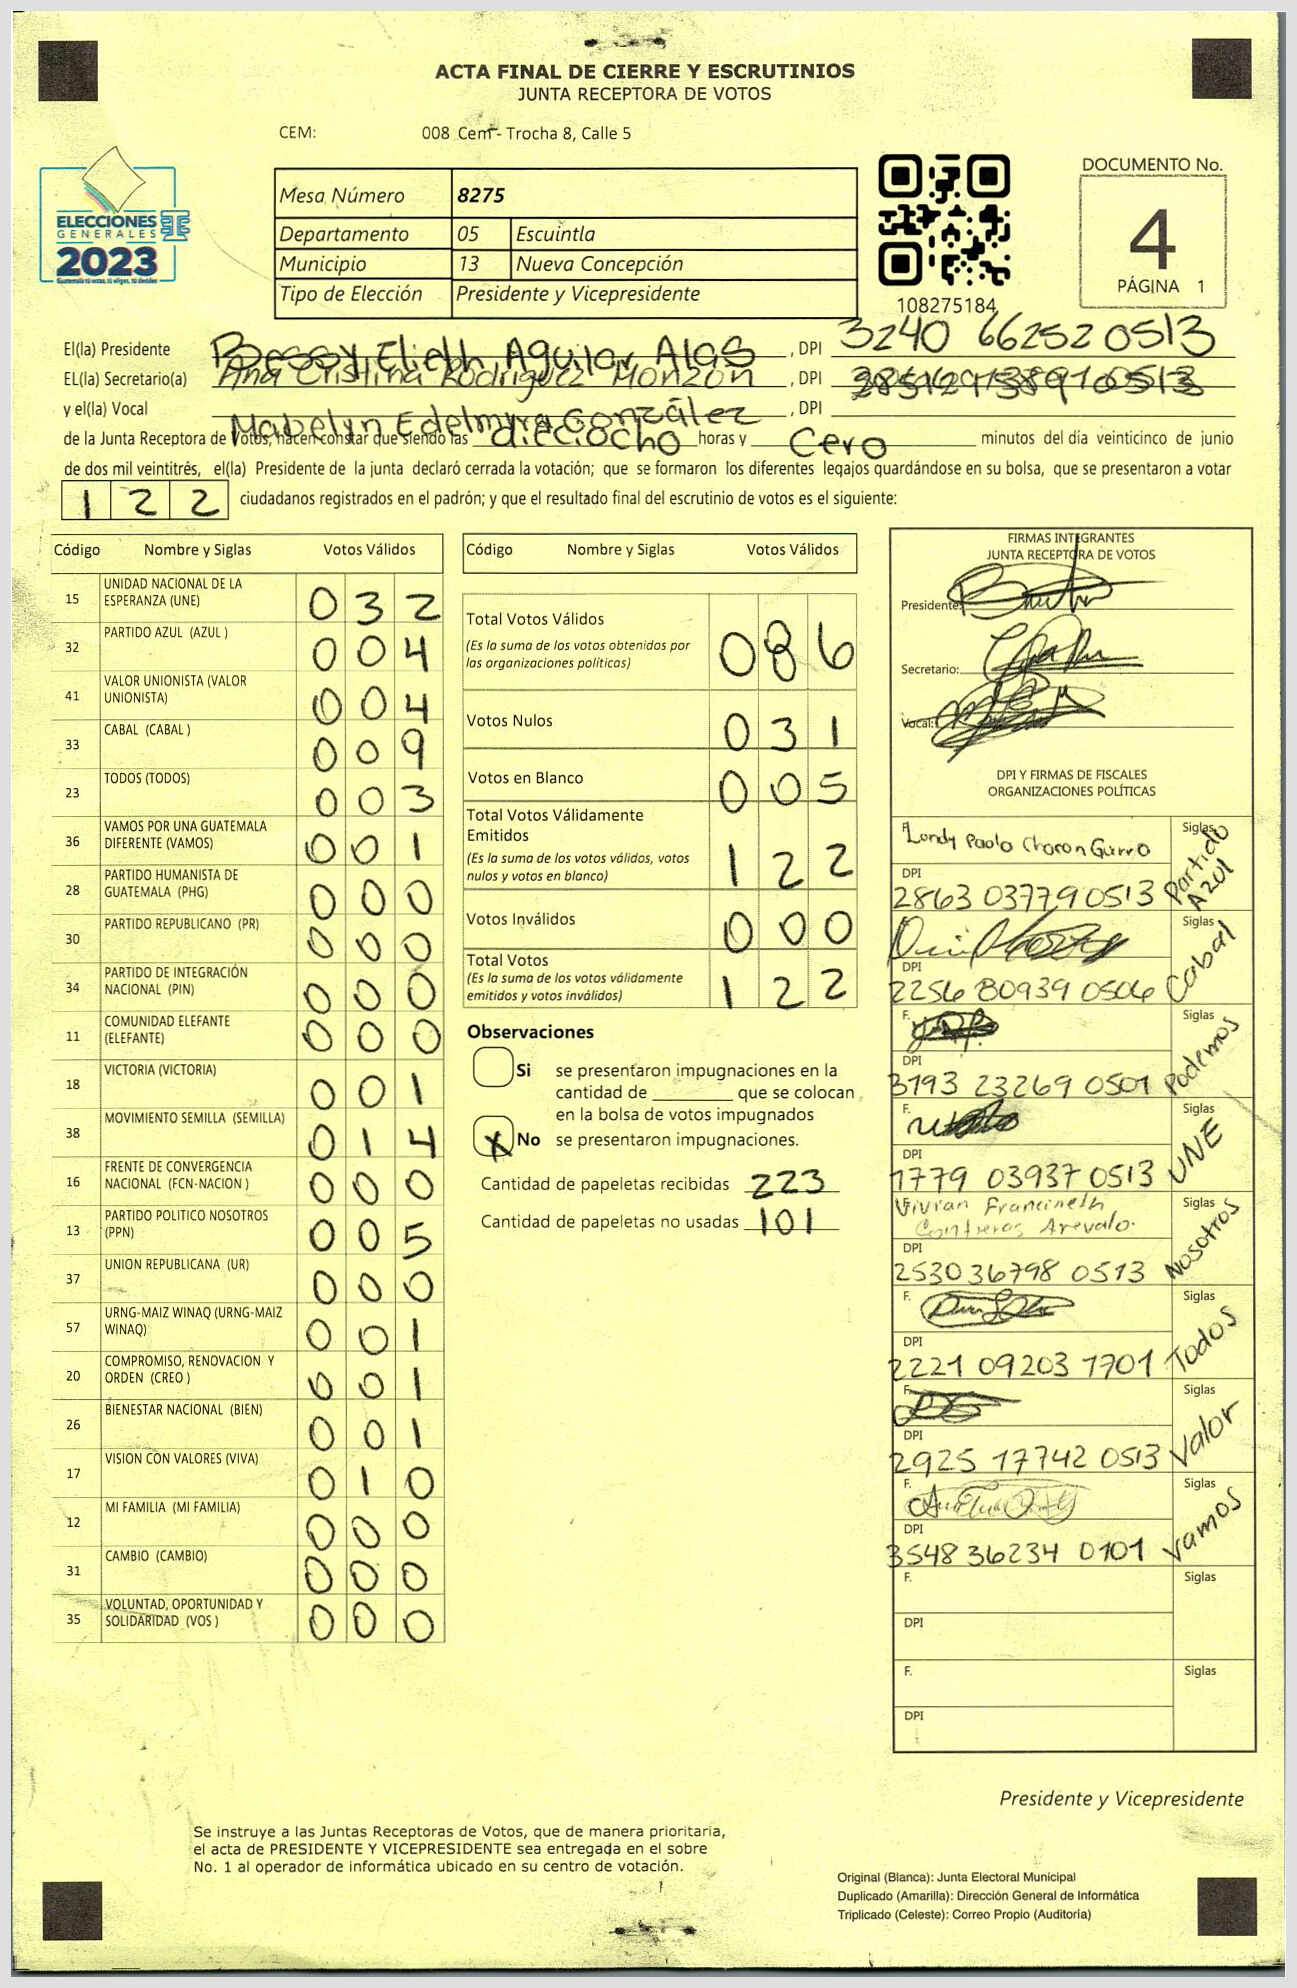 ACTA FINAL DE CIERRE Y ESCRUTINIOS
JUNTA RECEPTORA DE VOTOS
CEM: 008 Cem - Trocha 8, Calle 5
ELECCIONES
GENERALES
2023
Mesa Número 8275
Departamento 05 Escuintla
Municipio 13 Nueva Concepción
Tipo de Elección Presidente y Vicepresidente
108275184
DOCUMENTO No.
4
PÁGINA 1
El(la) Presidente Bessy Elieth Aguilar Alas, DPI 3240 66252 0513
EL(la) Secretario(a) Ana Cristina Rodríguez Monzón, DPI
y el(la) Vocal Mabelyn Edelmyra González, DPI
de la Junta Receptora de Votos, hacen constar que siendo las dieciocho horas y Cero minutos del día veinticinco de junio
de dos mil veintitrés, el(la) Presidente de la junta declaró cerrada la votación; que se formaron los diferentes legajos guardándose en su bolsa, que se presentaron a votar
1 2 2 ciudadanos registrados en el padrón; y que el resultado final del escrutinio de votos es el siguiente:
Código Nombre y Siglas Votos Válidos
15 UNIDAD NACIONAL DE LA ESPERANZA (UNE) 0 3 2
32 PARTIDO AZUL (AZUL ) 0 0 4
41 VALOR UNIONISTA (VALOR UNIONISTA) 0 0 4
33 CABAL (CABAL ) 0 0 9
23 TODOS (TODOS) 0 0 3
36 VAMOS POR UNA GUATEMALA DIFERENTE (VAMOS) 0 0 1
28 PARTIDO HUMANISTA DE GUATEMALA (PHG) 0 0 0
30 PARTIDO REPUBLICANO (PR) 0 0 0
34 PARTIDO DE INTEGRACIÓN NACIONAL (PIN) 0 0 0
11 COMUNIDAD ELEFANTE (ELEFANTE) 0 0 0
18 VICTORIA (VICTORIA) 0 0 1
38 MOVIMIENTO SEMILLA (SEMILLA) 0 1 4
16 FRENTE DE CONVERGENCIA NACIONAL (FCN-NACION ) 0 0 0
13 PARTIDO POLITICO NOSOTROS (PPN) 0 0 5
37 UNION REPUBLICANA (UR) 0 0 0
57 URNG-MAIZ WINAQ (URNG-MAIZ WINAQ) 0 0 1
20 COMPROMISO, RENOVACION Y ORDEN (CREO ) 0 0 1
26 BIENESTAR NACIONAL (BIEN) 0 0 1
17 VISION CON VALORES (VIVA) 0 1 0
12 MI FAMILIA (MI FAMILIA) 0 0 0
31 CAMBIO (CAMBIO) 0 0 0
35 VOLUNTAD, OPORTUNIDAD Y SOLIDARIDAD (VOS ) 0 0 0
Código Nombre y Siglas Votos Válidos
Total Votos Válidos 0 8 6
(Es la suma de los votos obtenidos por
las organizaciones políticas)
Votos Nulos 0 3 1
Votos en Blanco 0 0 5
Total Votos Válidamente
Emitidos 1 2 2
(Es la suma de los votos válidos, votos
nulos y votos en blanco)
Votos Inválidos 0 0 0
Total Votos 1 2 2
(Es la suma de los votos válidamente
emitidos y votos inválidos)
Observaciones
Si se presentaron impugnaciones en la
cantidad de ________ que se colocan
en la bolsa de votos impugnados
X No se presentaron impugnaciones.
Cantidad de papeletas recibidas 223
Cantidad de papeletas no usadas 101
FIRMAS INTEGRANTES
JUNTA RECEPTORA DE VOTOS
Presidente:
Secretario:
Vocal:
DPI Y FIRMAS DE FISCALES
ORGANIZACIONES POLÍTICAS
F. Siglas Partido Azul
DPI 2863 03779 0513
Siglas Cabal
DPI 2256 80939 0506
F. Siglas Podemos
DPI 3193 23269 0501
F. Siglas UNE
DPI 1779 03937 0513
F. Vivian Francineth Contreras Arevalo. Siglas Nosotros
DPI 2530 36798 0513
F. Siglas Todos
DPI 2221 09203 1701
F. Siglas Valor
DPI 2925 17742 0513
F. Siglas Vamos
DPI 3548 36234 0101
F. Siglas
DPI
F. Siglas
DPI
Presidente y Vicepresidente
Se instruye a las Juntas Receptoras de Votos, que de manera prioritaria,
el acta de PRESIDENTE Y VICEPRESIDENTE sea entregada en el sobre
No. 1 al operador de informática ubicado en su centro de votación.
Original (Blanca): Junta Electoral Municipal
Duplicado (Amarilla): Dirección General de Informática
Triplicado (Celeste): Correo Propio (Auditoría)